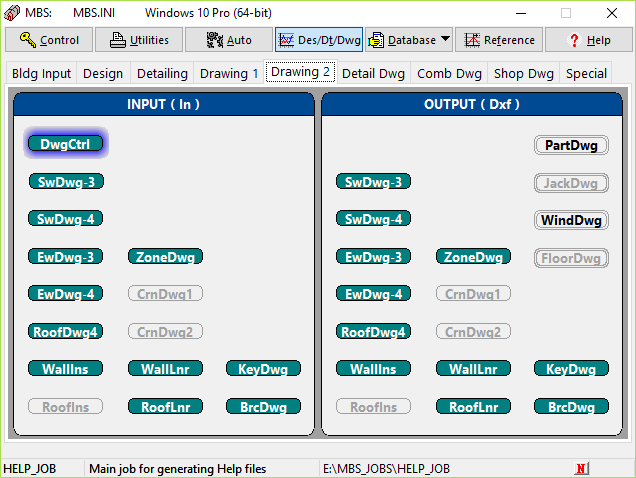 MBS: MBS.INI Windows 10 Pro (64-bit)
Control Utilities Auto Des/Dt/Dwg Database Reference Help
Bldg Input Design Detailing Drawing 1 Drawing 2 Detail Dwg Comb Dwg Shop Dwg Special
INPUT ( In ) OUTPUT ( Dxf )
DwgCtrl PartDwg
SwDwg-3 SwDwg-3 JackDwg
SwDwg-4 SwDwg-4 WindDwg
EwDwg-3 ZoneDwg EwDwg-3 ZoneDwg FloorDwg
EwDwg-4 CrnDwg1 EwDwg-4 CrnDwg1
RoofDwg4 CrnDwg2 RoofDwg4 CrnDwg2
WallIns WallLnr KeyDwg WallIns WallLnr KeyDwg
RoofIns RoofLnr BrcDwg RoofIns RoofLnr BrcDwg
HELP_JOB Main job for generating Help files E:\MBS_JOBS\HELP_JOB N